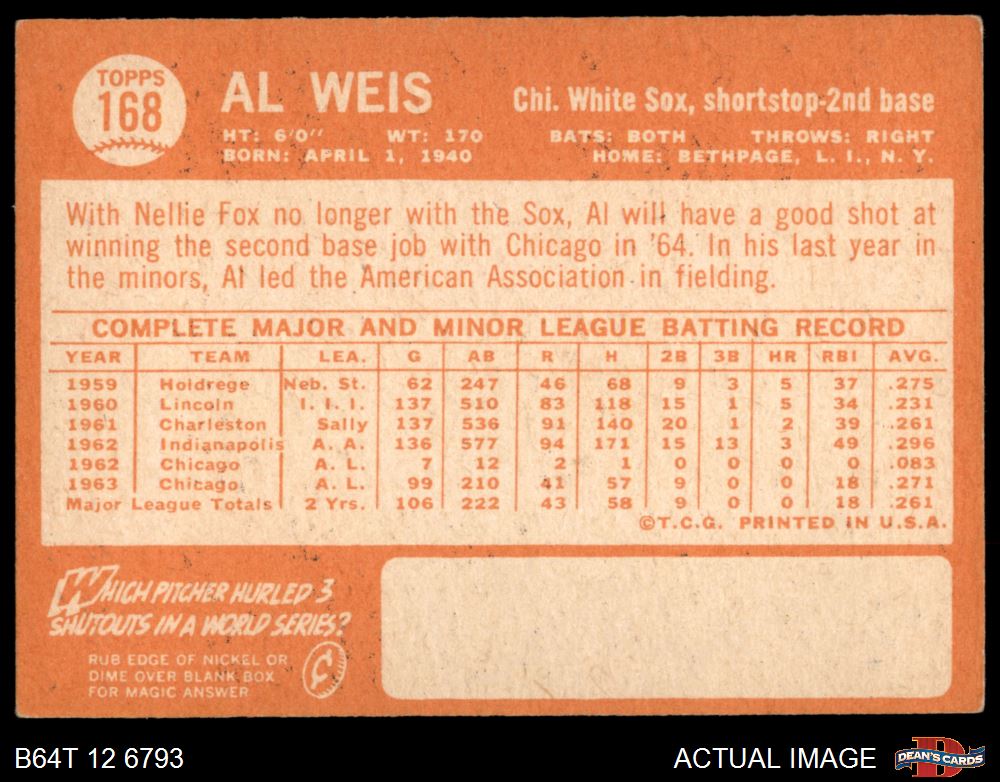 TOPPS
168
AL WEIS
Chi. White Sox, shortstop-2nd base
HT: 6'0" WT: 170 BATS: BOTH THROWS: RIGHT
BORN: APRIL 1, 1940 HOME: BETHPAGE, L. I., N. Y.
With Nellie Fox no longer with the Sox, Al will have a good shot at
winning the second base job with Chicago in '64. In his last year in
the minors, Al led the American Association in fielding.
COMPLETE MAJOR AND MINOR LEAGUE BATTING RECORD
YEAR TEAM LEA. G AB R H 2B 3B HR RBI AVG.
1959 Holdrege Neb. St. 62 247 46 68 9 3 5 37 .275
1960 Lincoln I. I. I. 137 510 83 118 15 1 5 34 .231
1961 Charleston Sally 137 536 91 140 20 1 2 39 .261
1962 Indianapolis A. A. 136 577 94 171 15 13 3 49 .296
1962 Chicago A. L. 7 12 2 1 0 0 0 0 .083
1963 Chicago A. L. 99 210 41 57 9 0 0 18 .271
Major League Totals 2 Yrs. 106 222 43 58 9 0 0 18 .261
©T.C.G. PRINTED IN U.S.A.
WHICH PITCHER HURLED 3
SHUTOUTS IN A WORLD SERIES?
RUB EDGE OF NICKEL OR
DIME OVER BLANK BOX
FOR MAGIC ANSWER
B64T 12 6793
ACTUAL IMAGE
D
DEAN'S CARDS